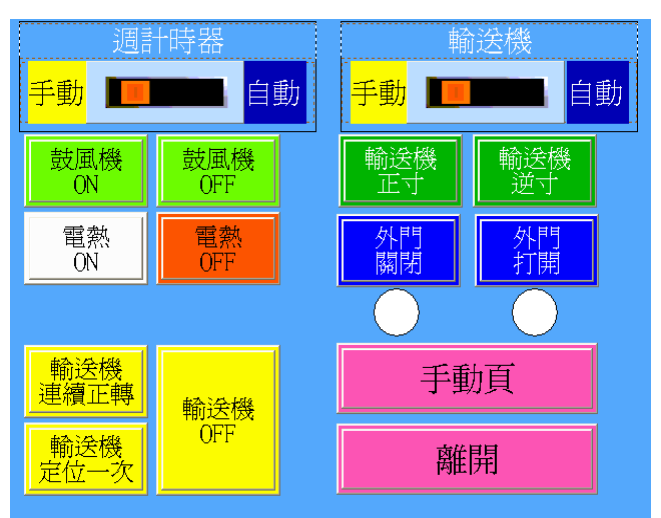 週計時器
輸送機
手動
自動
手動
自動
鼓風機
ON
鼓風機
OFF
輸送機
正寸
輸送機
逆寸
電熱
ON
電熱
OFF
外門
關閉
外門
打開
輸送機
連續正轉
輸送機
OFF
手動頁
輸送機
定位一次
離開